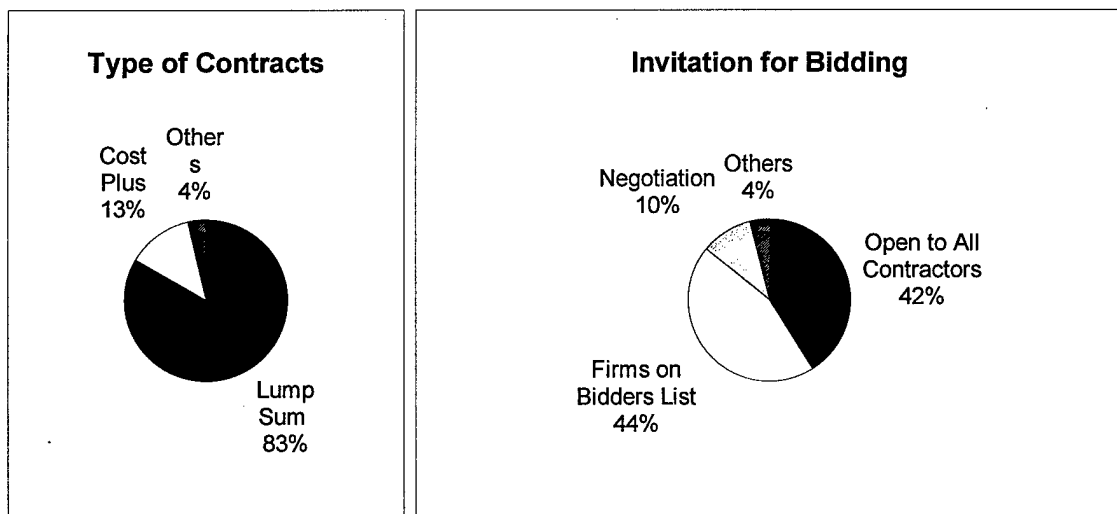 Type of Contracts
Other
s
4%
Cost
Plus
13%
Lump
Sum
83%
Invitation for Bidding
Others
4%
Negotiation
10%
Open to All
Contractors
42%
Firms on
Bidders List
44%